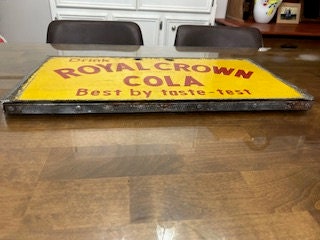 Drink
ROYAL CROWN
COLA
Best by taste-test